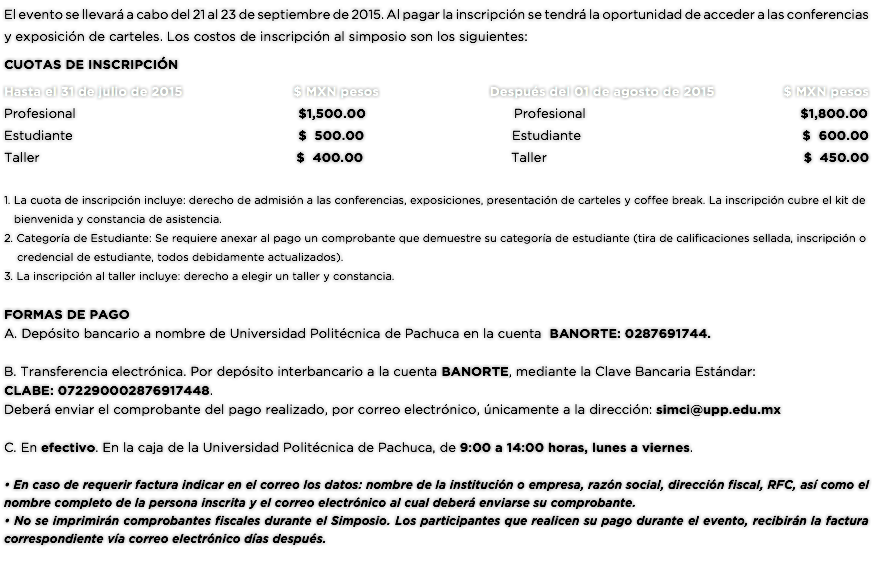 El evento se llevará a cabo del 21 al 23 de septiembre de 2015. Al pagar la inscripción se tendrá la oportunidad de acceder a las conferencias
y exposición de carteles. Los costos de inscripción al simposio son los siguientes:
CUOTAS DE INSCRIPCIÓN
Hasta el 31 de julio de 2015 $ MXN pesos Después del 01 de agosto de 2015 $ MXN pesos
Profesional $1,500.00 Profesional $1,800.00
Estudiante $ 500.00 Estudiante $ 600.00
Taller $ 400.00 Taller $ 450.00
1. La cuota de inscripción incluye: derecho de admisión a las conferencias, exposiciones, presentación de carteles y coffee break. La inscripción cubre el kit de
bienvenida y constancia de asistencia.
2. Categoría de Estudiante: Se requiere anexar al pago un comprobante que demuestre su categoría de estudiante (tira de calificaciones sellada, inscripción o
credencial de estudiante, todos debidamente actualizados).
3. La inscripción al taller incluye: derecho a elegir un taller y constancia.
FORMAS DE PAGO
A. Depósito bancario a nombre de Universidad Politécnica de Pachuca en la cuenta BANORTE: 0287691744.
B. Transferencia electrónica. Por depósito interbancario a la cuenta BANORTE, mediante la Clave Bancaria Estándar:
CLABE: 072290002876917448.
Deberá enviar el comprobante del pago realizado, por correo electrónico, únicamente a la dirección: simci@upp.edu.mx
C. En efectivo. En la caja de la Universidad Politécnica de Pachuca, de 9:00 a 14:00 horas, lunes a viernes.
• En caso de requerir factura indicar en el correo los datos: nombre de la institución o empresa, razón social, dirección fiscal, RFC, así como el
nombre completo de la persona inscrita y el correo electrónico al cual deberá enviarse su comprobante.
• No se imprimirán comprobantes fiscales durante el Simposio. Los participantes que realicen su pago durante el evento, recibirán la factura
correspondiente vía correo electrónico días después.